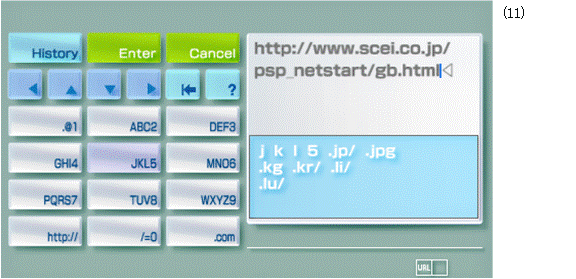 (11)
History Enter Cancel
http://www.scei.co.jp/
psp_netstart/gb.html
?
.@1 ABC2 DEF3
GHI4 JKL5 MNO6
PQRS7 TUV8 WXYZ9
http:// /=0 .com
j k l 5 .jp/ .jpg
.kg .kr/ .li/
.lu/
URL